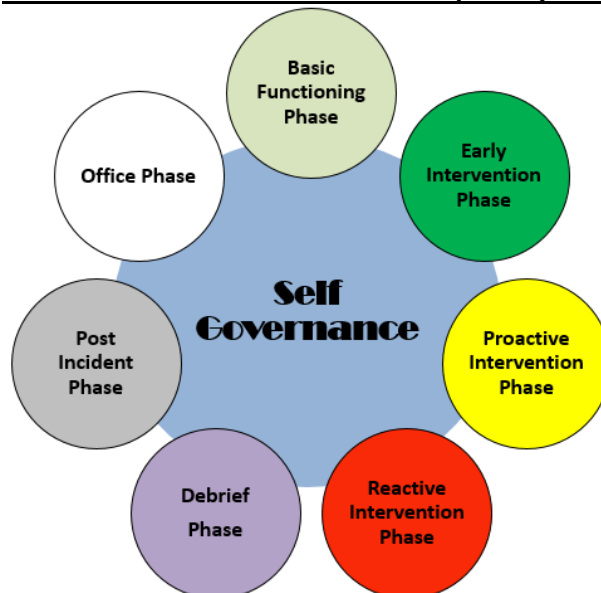 Basic
Functioning
Phase
Early
Intervention
Phase
Proactive
Intervention
Phase
Reactive
Intervention
Phase
Debrief
Phase
Post
Incident
Phase
Office Phase
Self
Governance